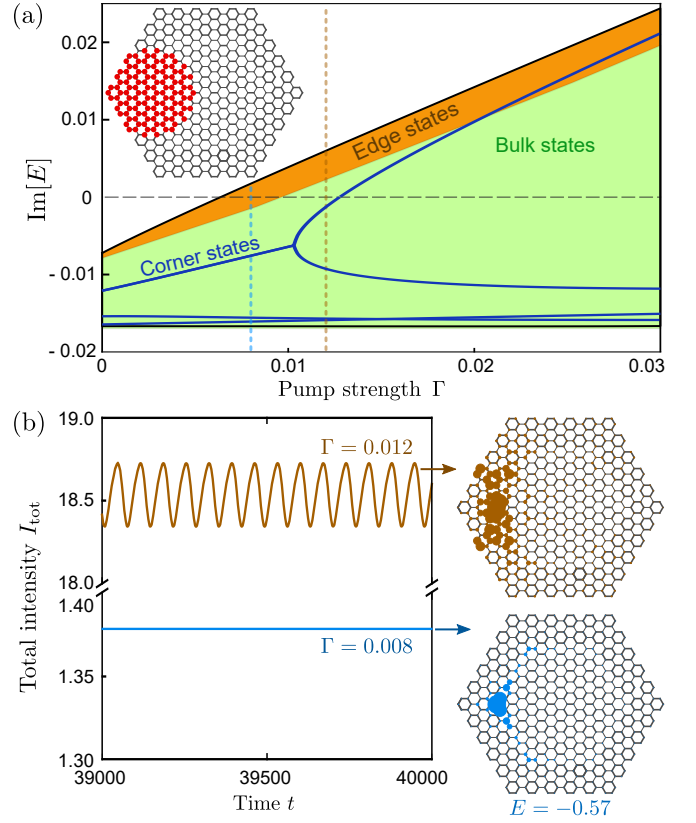 (a)
0.02
0.01
0
-0.01
-0.02
Im[E]
Edge states
Bulk states
Corner states
0
0.01
0.02
0.03
Pump strength Γ
(b)
19.0
18.5
18.0
1.40
1.35
1.30
Total intensity I_tot
Γ = 0.012
Γ = 0.008
39000
39500
40000
Time t
E = −0.57